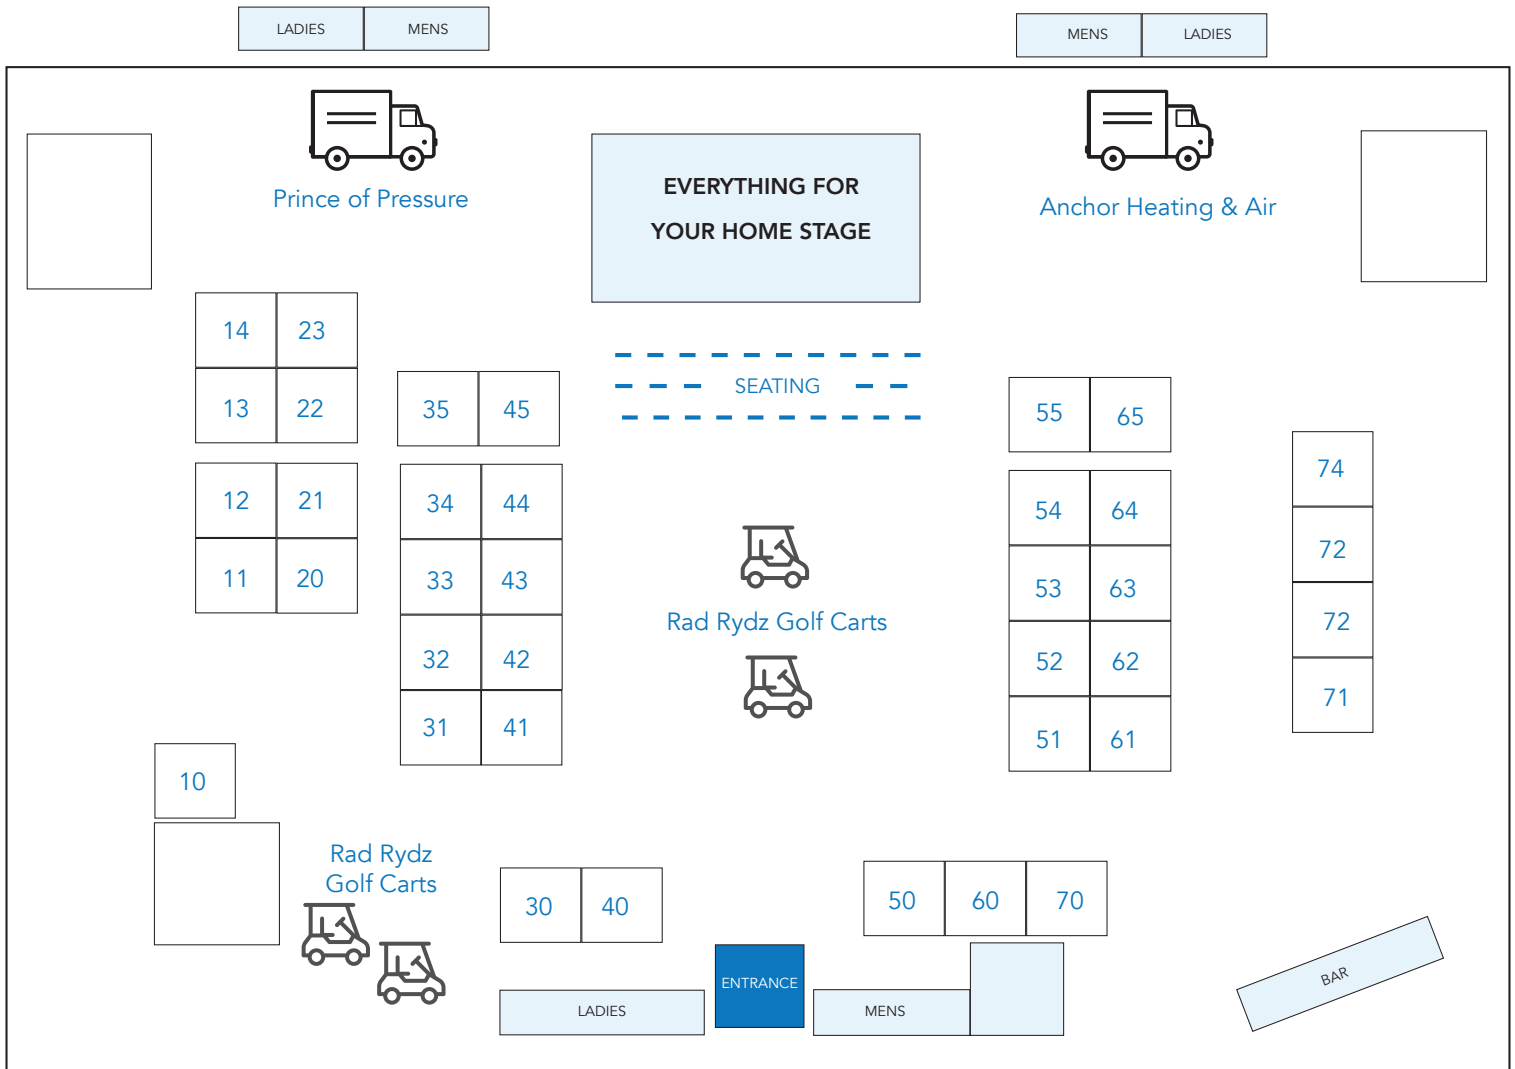 LADIES
MENS
MENS
LADIES
Prince of Pressure
EVERYTHING FOR
YOUR HOME STAGE
Anchor Heating & Air
14
23
13
22
35
45
SEATING
55
65
12
21
34
44
54
64
74
11
20
33
43
53
63
72
Rad Rydz Golf Carts
32
42
52
62
72
31
41
51
61
71
10
Rad Rydz
Golf Carts
30
40
50
60
70
ENTRANCE
LADIES
MENS
BAR